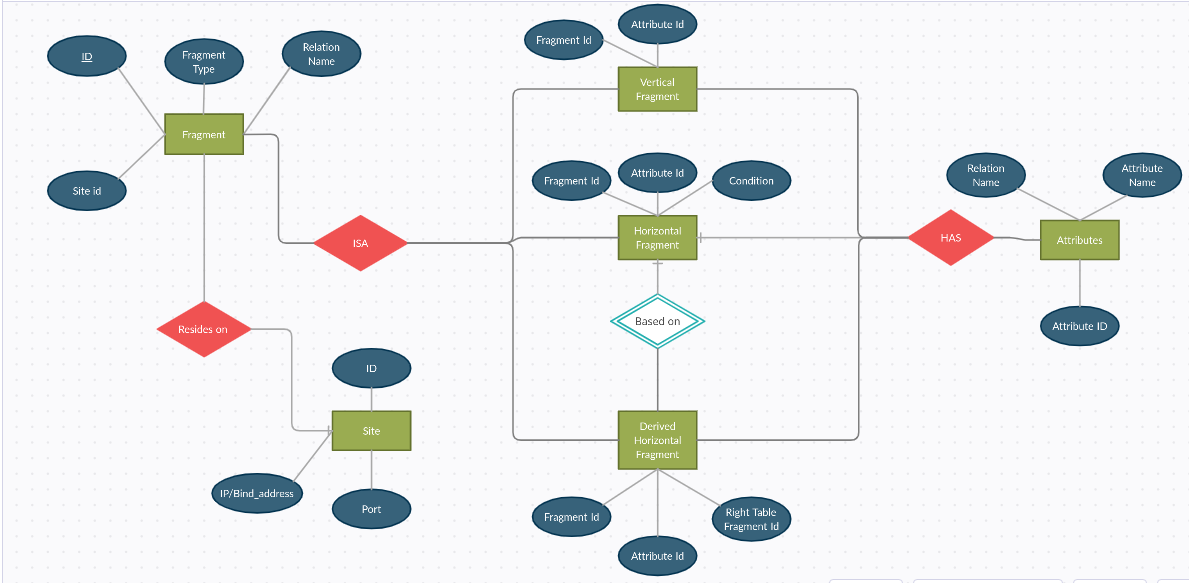 Attribute Id
Fragment Id
ID
Fragment
Type
Relation
Name
Vertical
Fragment
Fragment
Site id
Fragment Id
Attribute Id
Condition
Relation
Name
Attribute
Name
ISA
Horizontal
Fragment
HAS
Attributes
Resides on
Based on
Attribute ID
ID
Site
Derived
Horizontal
Fragment
IP/Bind_address
Port
Fragment Id
Right Table
Fragment Id
Attribute Id